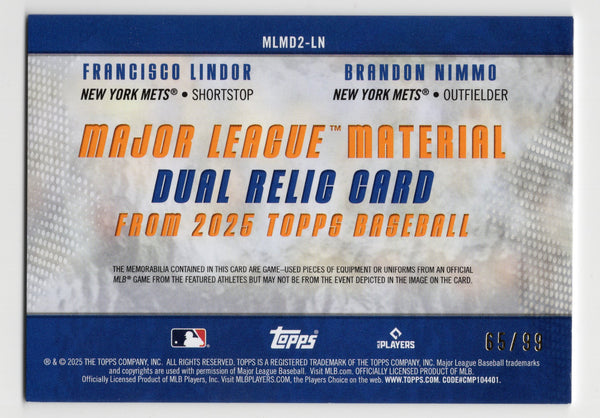 MLMD2-LN
FRANCISCO LINDOR
NEW YORK METS® • SHORTSTOP
BRANDON NIMMO
NEW YORK METS® • OUTFIELDER
MAJOR LEAGUE™ MATERIAL
DUAL RELIC CARD
FROM 2025 TOPPS BASEBALL
THE MEMORABILIA CONTAINED IN THIS CARD ARE GAME-USED PIECES OF EQUIPMENT OR UNIFORMS FROM AN OFFICIAL
MLB® GAME FROM THE FEATURED ATHLETES BUT MAY NOT BE FROM THE EVENT DEPICTED IN THE IMAGE ON THE CARD.
TOPPS
MLB PLAYERS
65/99
® & © 2025 THE TOPPS COMPANY, INC. ALL RIGHTS RESERVED. TOPPS IS A REGISTERED TRADEMARK OF THE TOPPS COMPANY, INC. Major League Baseball trademarks
and copyrights are used with permission of Major League Baseball. Visit MLB.com. Officially Licensed Product of MLB Players, Inc.
Officially Licensed Product of MLB Players, Inc. Visit MLBPLAYERS.COM, the Players Choice on the web. WWW.TOPPS.COM. CODE#CMP104401.